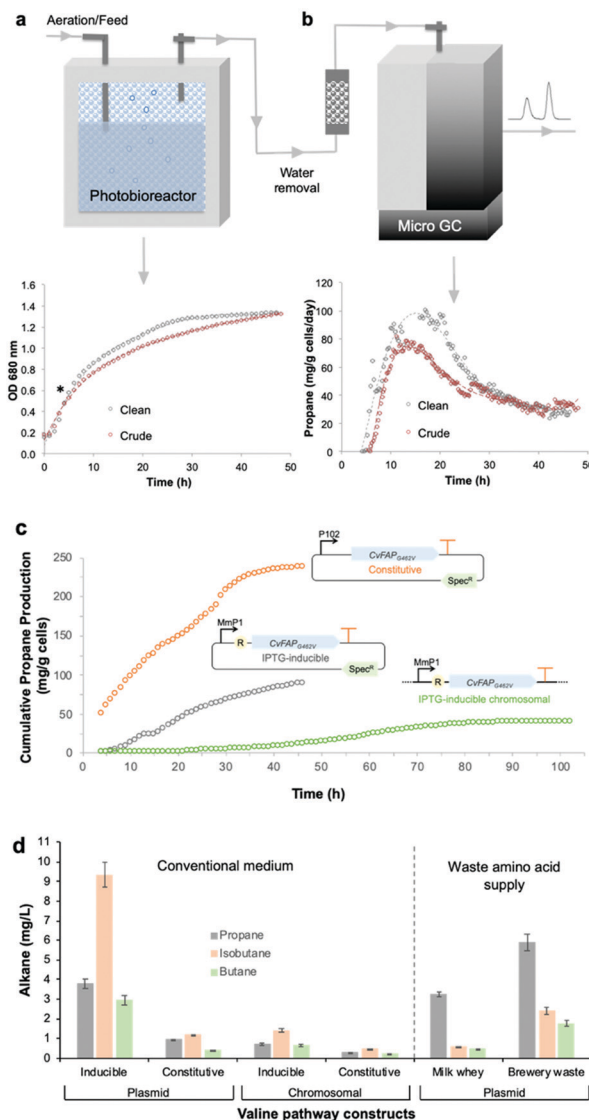 a
Aeration/Feed
Photobioreactor
Water
removal
b
Micro GC
OD 680 nm
1.6
1.4
1.2
1.0
0.8
0.6
0.4
0.2
0.0
*
Clean
Crude
0 10 20 30 40 50
Time (h)
Propane (mg/g cells/day)
120
100
80
60
40
20
0
Clean
Crude
0 10 20 30 40 50
Time (h)
c
Cumulative Propane Production
(mg/g cells)
250
200
150
100
50
0
P102
CvFAPG462V
Constitutive
SpecR
MmP1
R
CvFAPG462V
IPTG-inducible
SpecR
MmP1
R
CvFAPG462V
IPTG-inducible chromosomal
0 10 20 30 40 50 60 70 80 90 100
Time (h)
d
Alkane (mg/L)
11
10
9
8
7
6
5
4
3
2
1
0
Conventional medium
Waste amino acid
supply
Propane
Isobutane
Butane
Inducible Constitutive Inducible Constitutive Milk whey Brewery waste
Plasmid Chromosomal Plasmid
Valine pathway constructs